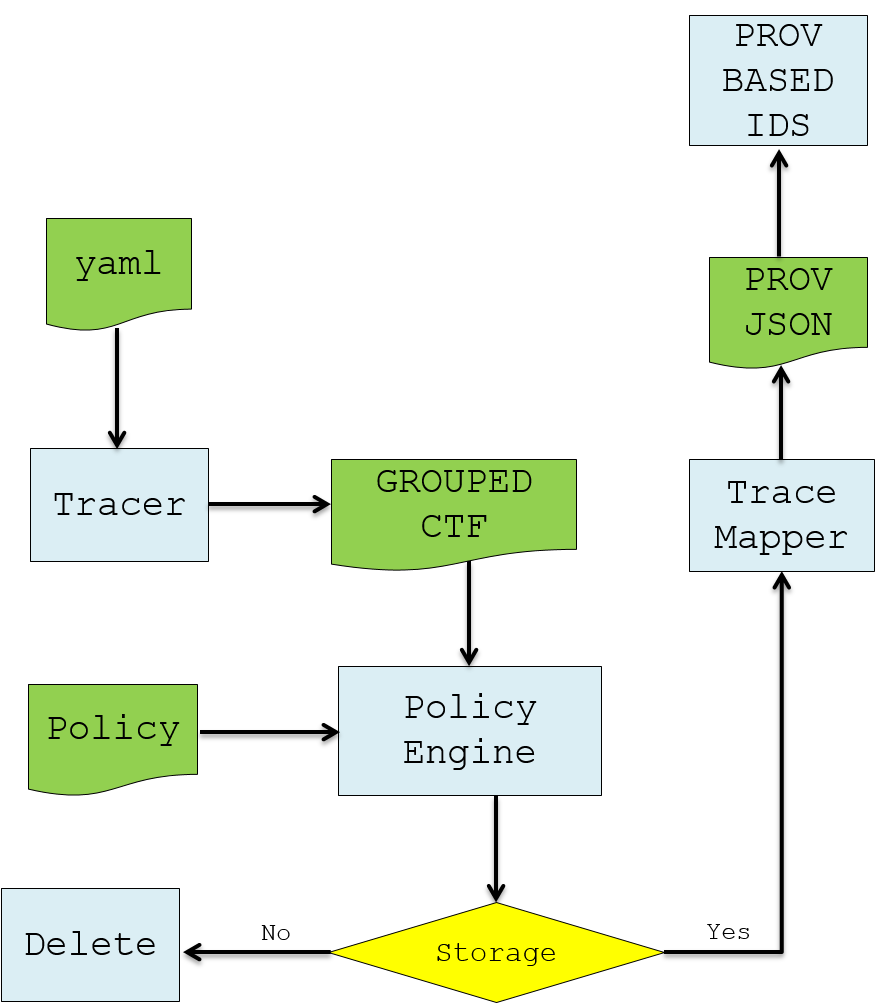 PROV
BASED
IDS
yaml
PROV
JSON
Tracer
GROUPED
CTF
Trace
Mapper
Policy
Policy
Engine
Delete
No
Storage
Yes